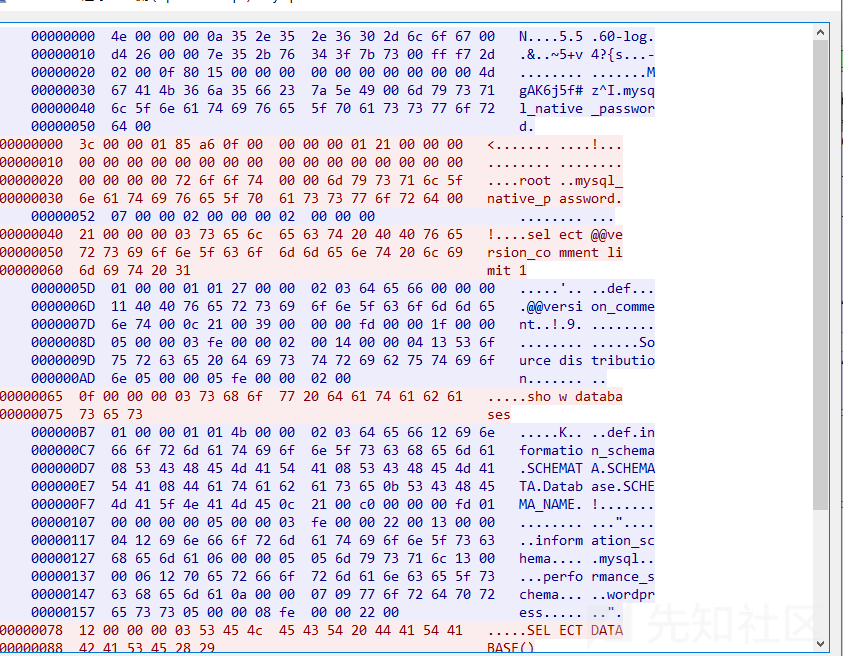 00000000 4e 00 00 00 0a 35 2e 35 2e 36 30 2d 6c 6f 67 00 N....5.5 .60-log.
00000010 d4 26 00 00 7e 35 2b 76 34 3f 7b 73 00 ff f7 2d .&..~5+v 4?{s...-
00000020 02 00 0f 80 15 00 00 00 00 00 00 00 00 00 00 4d ........ .......M
00000030 67 41 4b 36 6a 35 66 23 7a 5e 49 00 6d 79 73 71 gAK6j5f# z^I.mysq
00000040 6c 5f 6e 61 74 69 76 65 5f 70 61 73 73 77 6f 72 l_native _passwor
00000050 64 00 d.
00000000 3c 00 00 01 85 a6 0f 00 00 00 00 01 21 00 00 00 <....... ....!...
00000010 00 00 00 00 00 00 00 00 00 00 00 00 00 00 00 00 ........ ........
00000020 00 00 00 00 72 6f 6f 74 00 00 6d 79 73 71 6c 5f ....root ..mysql_
00000030 6e 61 74 69 76 65 5f 70 61 73 73 77 6f 72 64 00 native_p assword.
00000052 07 00 00 02 00 00 00 02 00 00 00 ........ ...
00000040 21 00 00 00 03 73 65 6c 65 63 74 20 40 40 76 65 !....sel ect @@ve
00000050 72 73 69 6f 6e 5f 63 6f 6d 6d 65 6e 74 20 6c 69 rsion_co mment li
00000060 6d 69 74 20 31 mit 1
0000005D 01 00 00 01 01 27 00 00 02 03 64 65 66 00 00 00 .....'.. ..def...
0000006D 11 40 40 76 65 72 73 69 6f 6e 5f 63 6f 6d 6d 65 .@@versi on_comme
0000007D 6e 74 00 0c 21 00 39 00 00 00 fd 00 00 1f 00 00 nt..!.9. ........
0000008D 05 00 00 03 fe 00 00 02 00 14 00 00 04 13 53 6f ........ ......So
0000009D 75 72 63 65 20 64 69 73 74 72 69 62 75 74 69 6f urce dis tributio
000000AD 6e 05 00 00 05 fe 00 00 02 00 n....... ..
00000065 0f 00 00 00 03 73 68 6f 77 20 64 61 74 61 62 61 .....sho w databa
00000075 73 65 73 ses
000000B7 01 00 00 01 01 4b 00 00 02 03 64 65 66 12 69 6e .....K.. ..def.in
000000C7 66 6f 72 6d 61 74 69 6f 6e 5f 73 63 68 65 6d 61 formatio n_schema
000000D7 08 53 43 48 45 4d 41 54 41 08 53 43 48 45 4d 41 .SCHEMAT A.SCHEMA
000000E7 54 41 08 44 61 74 61 62 61 73 65 0b 53 43 48 45 TA.Datab ase.SCHE
000000F7 4d 41 5f 4e 41 4d 45 0c 21 00 c0 00 00 00 fd 01 MA_NAME. !.......
00000107 00 00 00 00 05 00 00 03 fe 00 00 22 00 13 00 00 ........ ..."....
00000117 04 12 69 6e 66 6f 72 6d 61 74 69 6f 6e 5f 73 63 ..inform ation_sc
00000127 68 65 6d 61 06 00 00 05 05 6d 79 73 71 6c 13 00 hema.... .mysql..
00000137 00 06 12 70 65 72 66 6f 72 6d 61 6e 63 65 5f 73 ...perfo rmance_s
00000147 63 68 65 6d 61 0a 00 00 07 09 77 6f 72 64 70 72 chema... ..wordpr
00000157 65 73 73 05 00 00 08 fe 00 00 22 00 ess..... ..".
00000078 12 00 00 00 03 53 45 4c 45 43 54 20 44 41 54 41 .....SEL ECT DATA
00000088 42 41 53 45 28 29 BASE()
先知社区